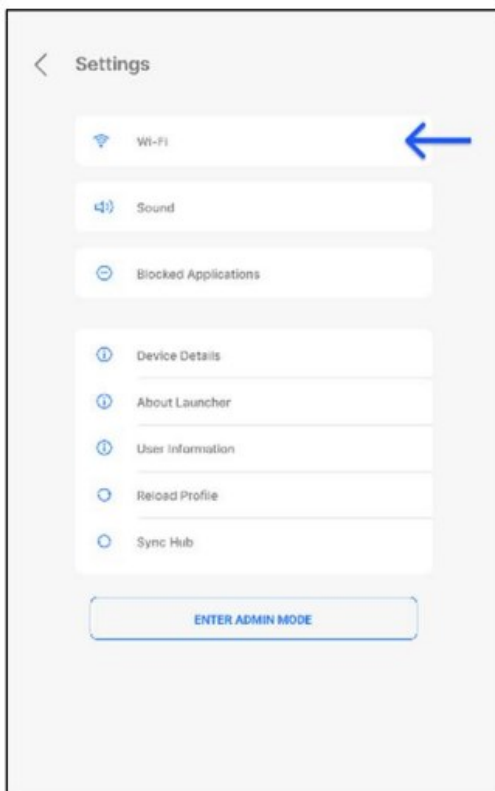 Settings
Wi-Fi
Sound
Blocked Applications
Device Details
About Launcher
User Information
Reload Profile
Sync Hub
ENTER ADMIN MODE